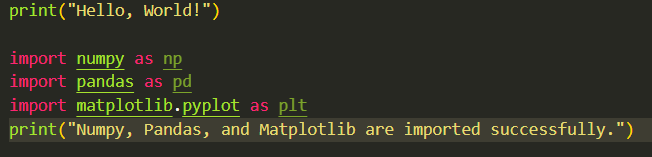 print("Hello, World!")
import numpy as np
import pandas as pd
import matplotlib.pyplot as plt
print("Numpy, Pandas, and Matplotlib are imported successfully.")